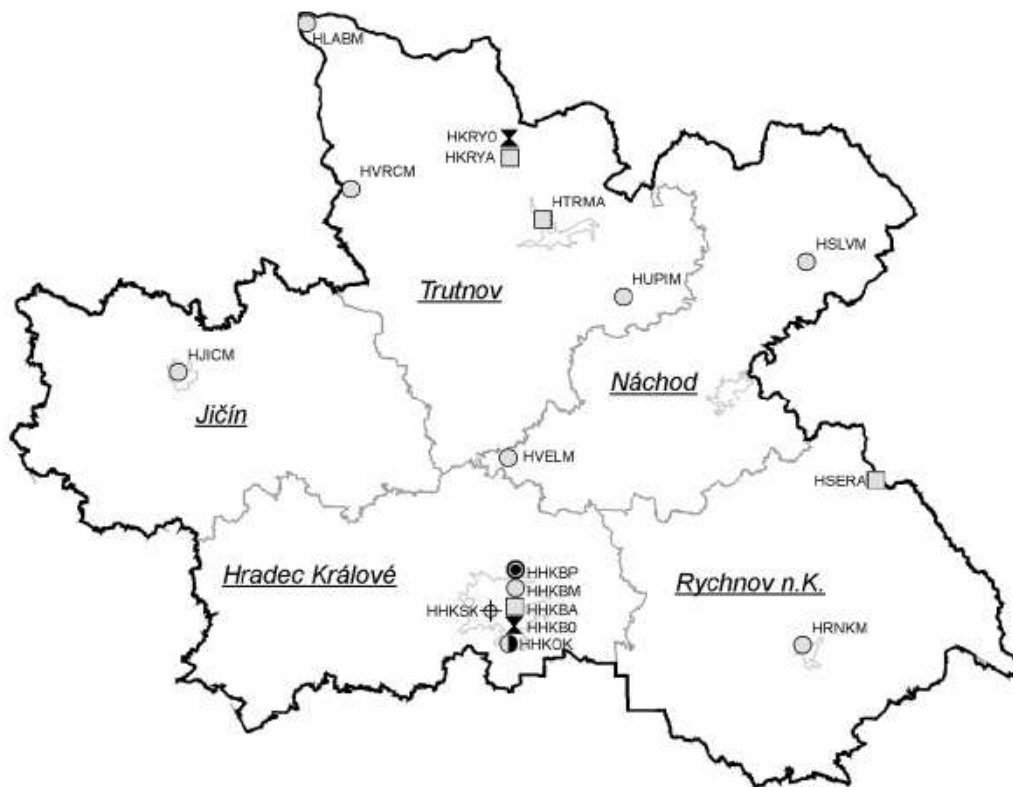 HLABM
HKRY0
HKRYA
HVRCM
HTRMA
HSLVM
HUPIM
Trutnov
HJICM
Náchod
Jičín
HVELM
HSERA
Hradec Králové
HHKBP
Rychnov n.K.
HHKBM
HHKSK
HHKBA
HHKB0
HRNKM
HHKOK